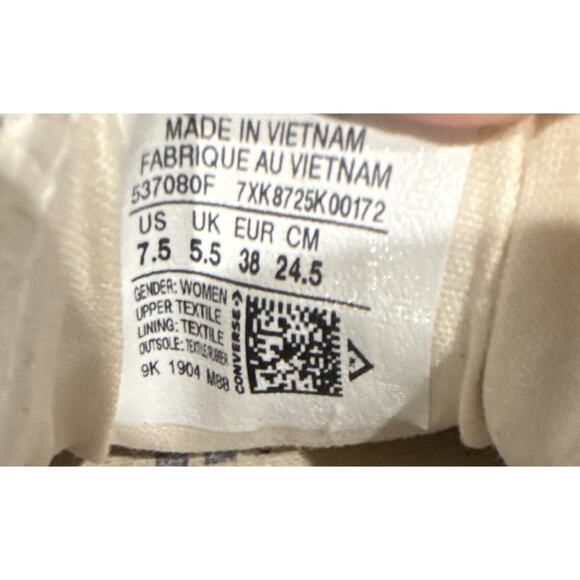 MADE IN VIETNAM
FABRIQUE AU VIETNAM
537080F 7XK8725K00172
US UK EUR CM
7.5 5.5 38 24.5
GENDER: WOMEN
UPPER TEXTILE
LINING: TEXTILE
OUTSOLE: TEXTILE/RUBBER
9K 1904 M88
CONVERSE